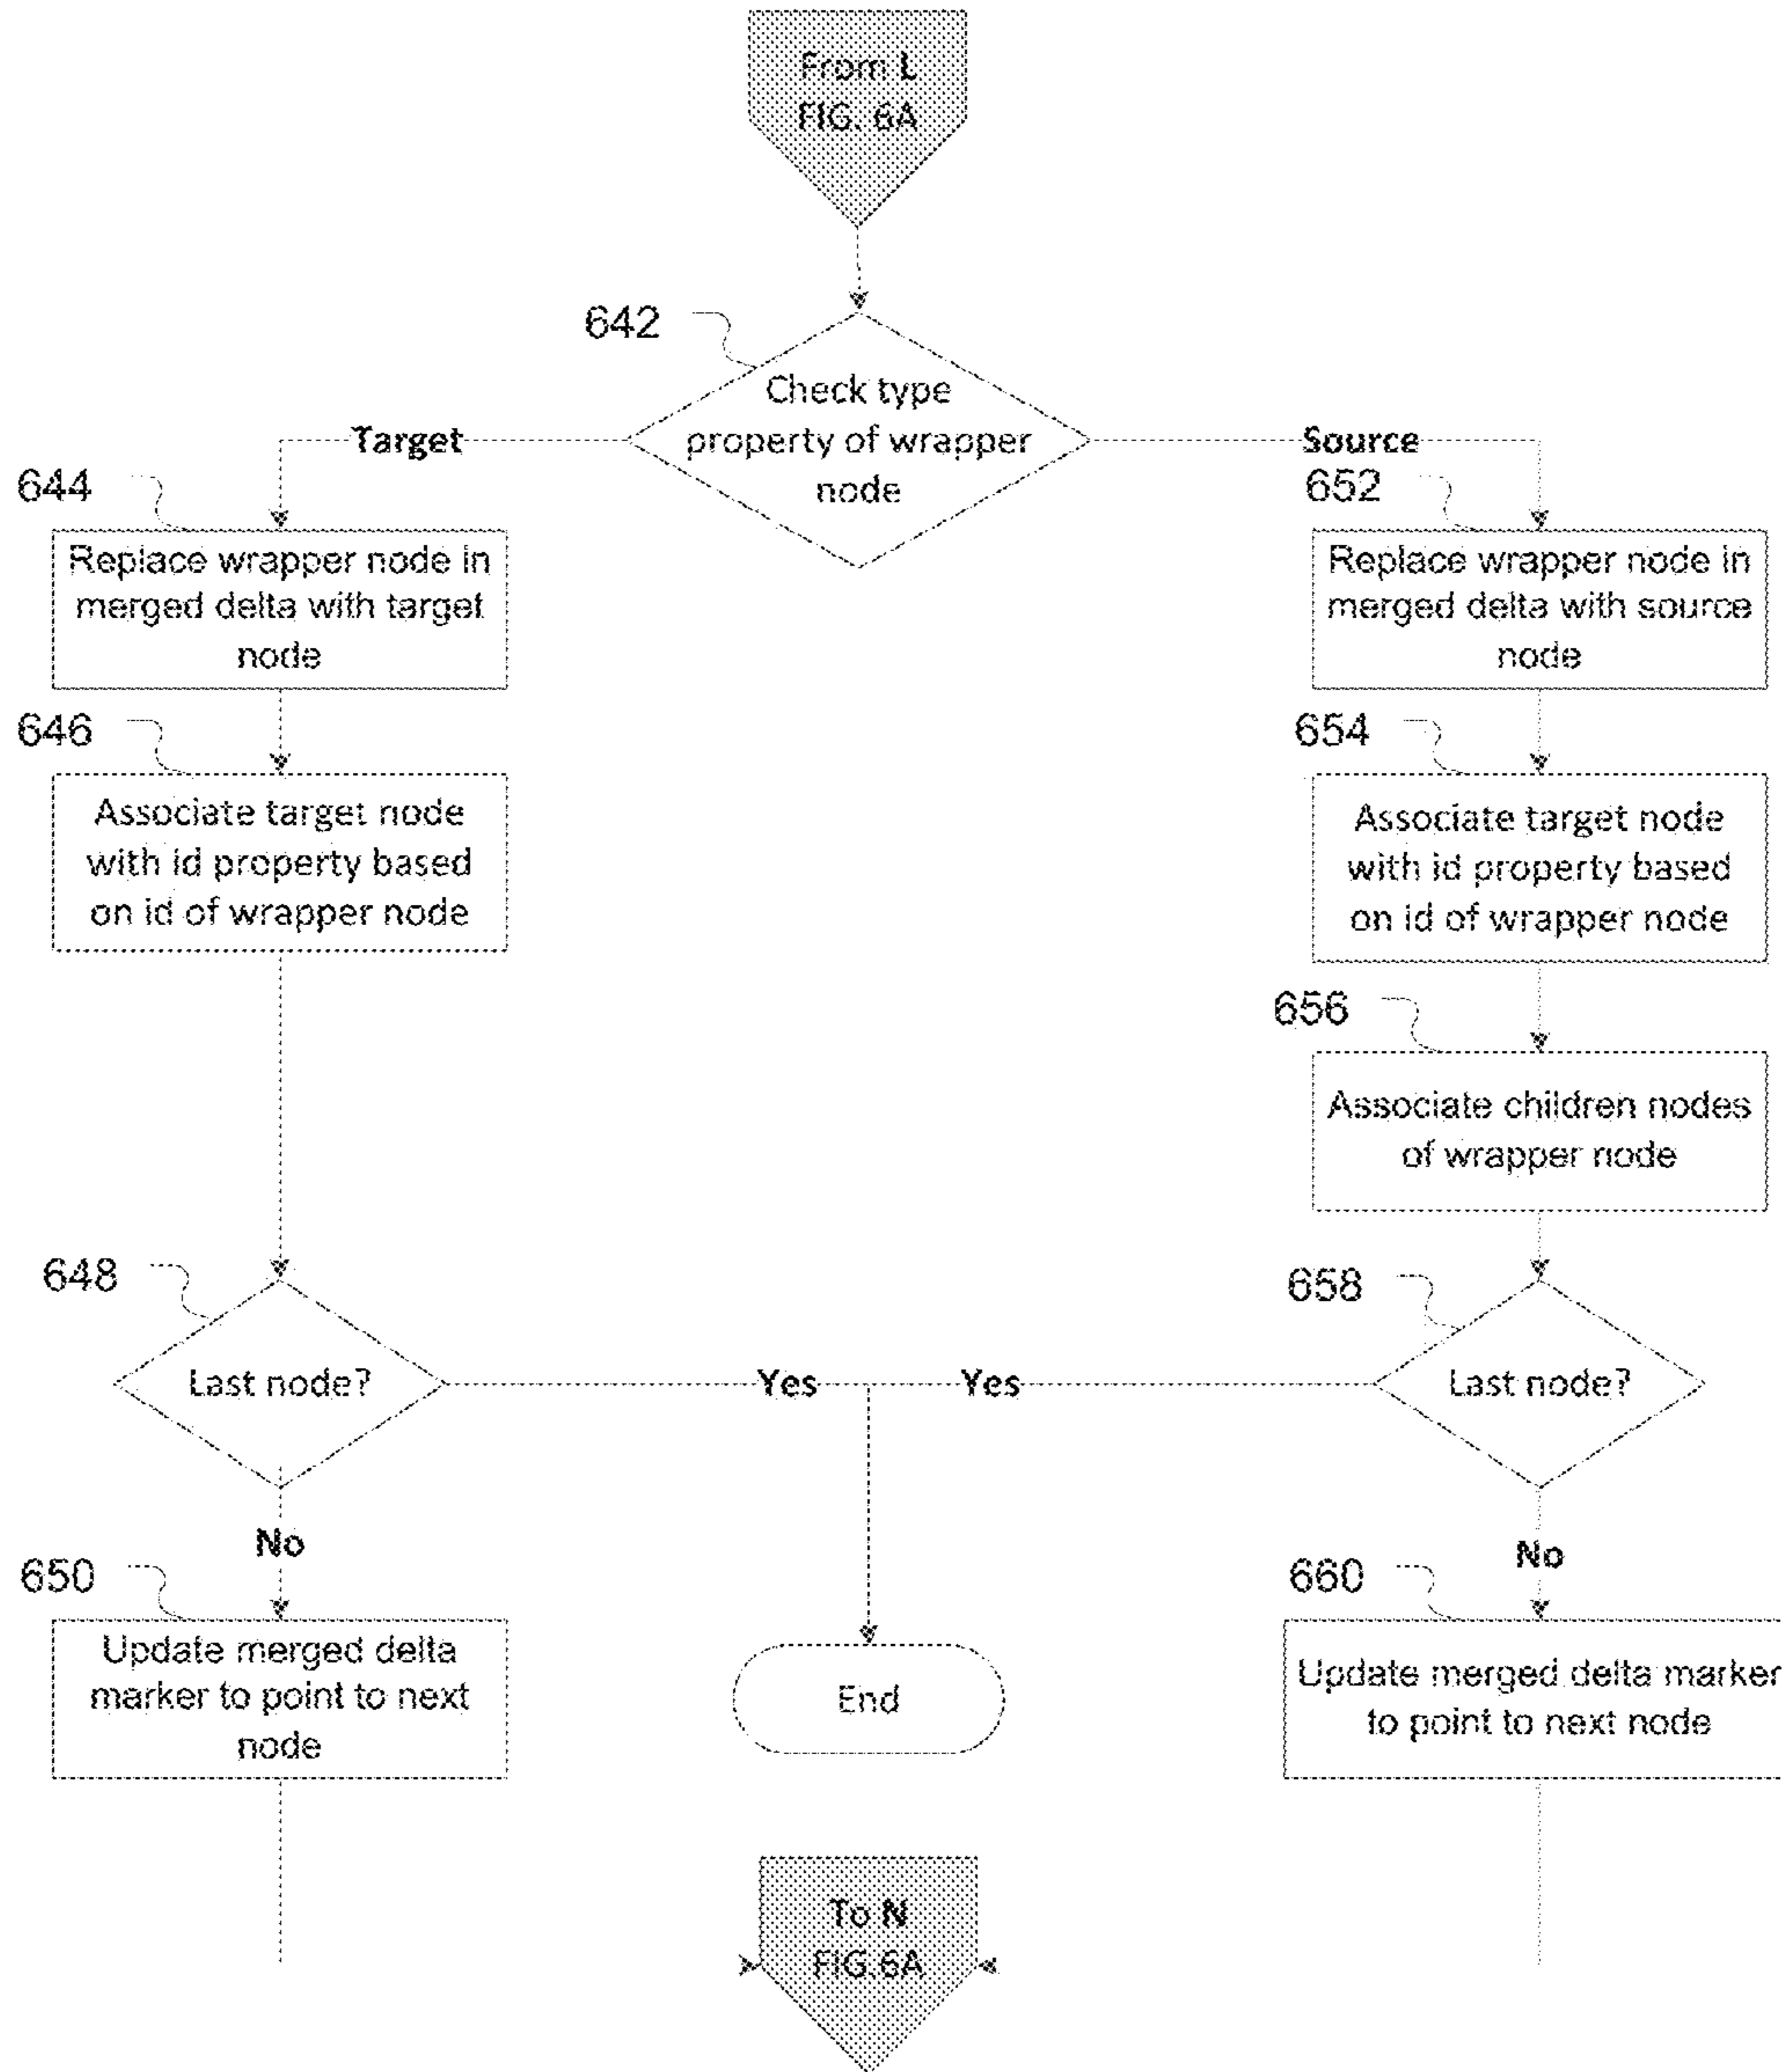 From L
FIG. 6A
642
Check type
property of wrapper
node
Target
Source
644
Replace wrapper node in
merged delta with target
node
652
Replace wrapper node in
merged delta with source
node
646
Associate target node
with id property based
on id of wrapper node
654
Associate target node
with id property based
on id of wrapper node
656
Associate children nodes
of wrapper node
648
Last node?
Yes
Yes
658
Last node?
No
No
650
Update merged delta
marker to point to next
node
End
660
Update merged delta marker
to point to next node
To N
FIG.6A